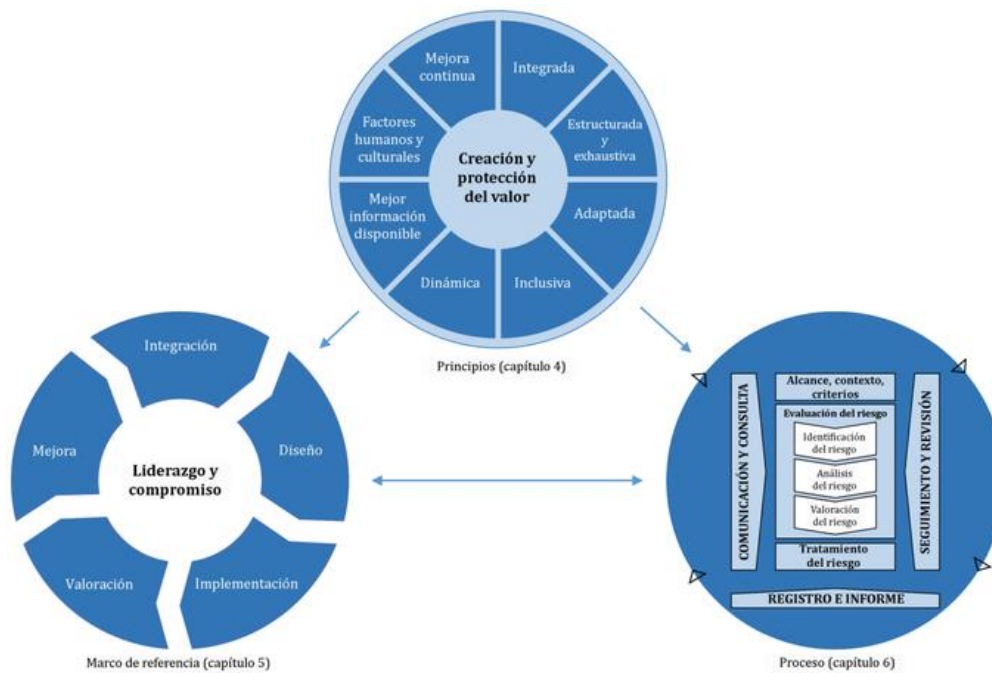 Mejora
continua
Integrada
Factores
humanos y
culturales
Estructurada
y
exhaustiva
Creación y
protección
del valor
Mejor
información
disponible
Adaptada
Dinámica
Inclusiva
Principios (capítulo 4)
Integración
Mejora
Diseño
Liderazgo y
compromiso
Valoración
Implementación
Marco de referencia (capítulo 5)
COMUNICACIÓN Y CONSULTA
Alcance, contexto,
criterios
Evaluación del riesgo
Identificación
del riesgo
Análisis
del riesgo
Valoración
del riesgo
Tratamiento
del riesgo
SEGUIMIENTO Y REVISIÓN
REGISTRO E INFORME
Proceso (capítulo 6)